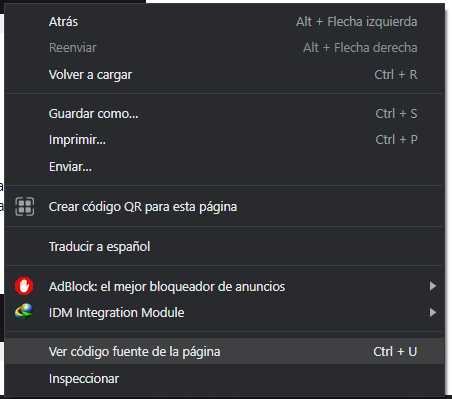 Atrás Alt + Flecha izquierda
Reenviar Alt + Flecha derecha
Volver a cargar Ctrl + R
Guardar como... Ctrl + S
Imprimir... Ctrl + P
Enviar...
Crear código QR para esta página
Traducir a español
AdBlock: el mejor bloqueador de anuncios
IDM Integration Module
Ver código fuente de la página Ctrl + U
Inspeccionar